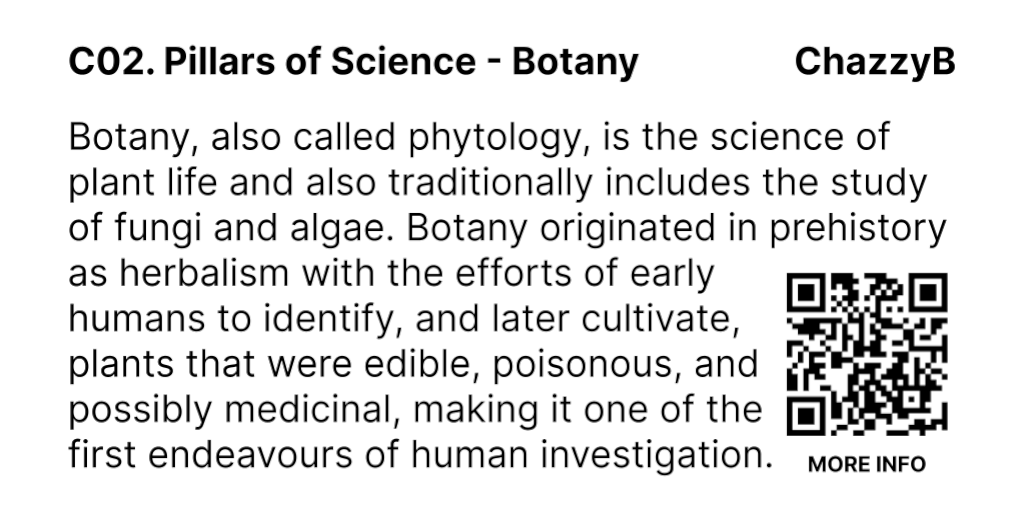 C02. Pillars of Science - Botany ChazzyB
Botany, also called phytology, is the science of
plant life and also traditionally includes the study
of fungi and algae. Botany originated in prehistory
as herbalism with the efforts of early
humans to identify, and later cultivate,
plants that were edible, poisonous, and
possibly medicinal, making it one of the
first endeavours of human investigation.
MORE INFO